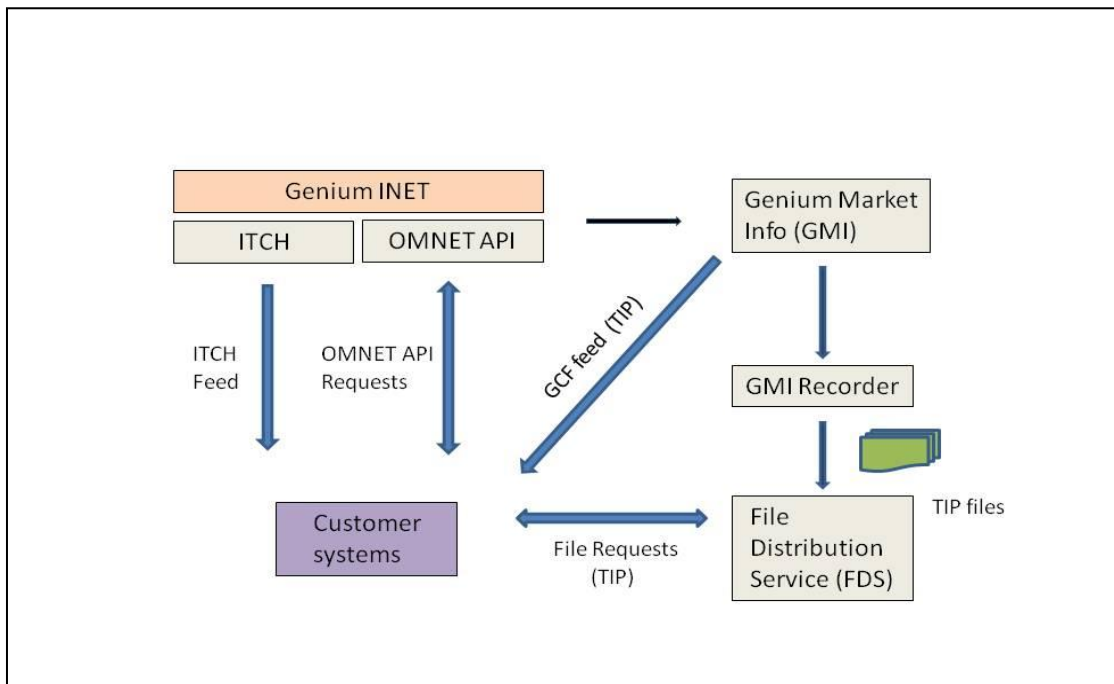 Genium INET
ITCH
OMNET API
Genium Market
Info (GMI)
ITCH
Feed
OMNET API
Requests
GCF feed (TIP)
GMI Recorder
TIP files
Customer
systems
File Requests
(TIP)
File
Distribution
Service (FDS)